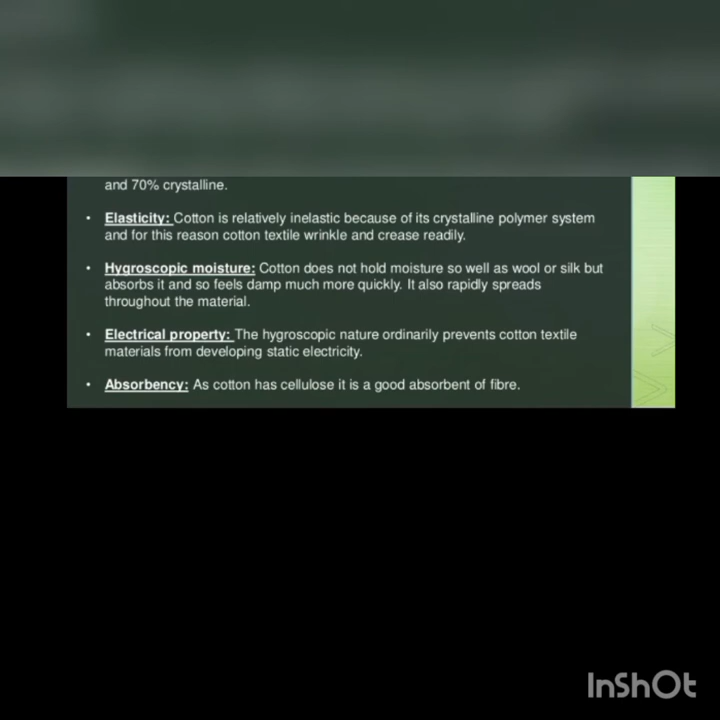 and 70% crystalline.
• Elasticity: Cotton is relatively inelastic because of its crystalline polymer system
and for this reason cotton textile wrinkle and crease readily.
• Hygroscopic moisture: Cotton does not hold moisture so well as wool or silk but
absorbs it and so feels damp much more quickly. It also rapidly spreads
throughout the material.
• Electrical property: The hygroscopic nature ordinarily prevents cotton textile
materials from developing static electricity.
• Absorbency: As cotton has cellulose it is a good absorbent of fibre.
InShOt